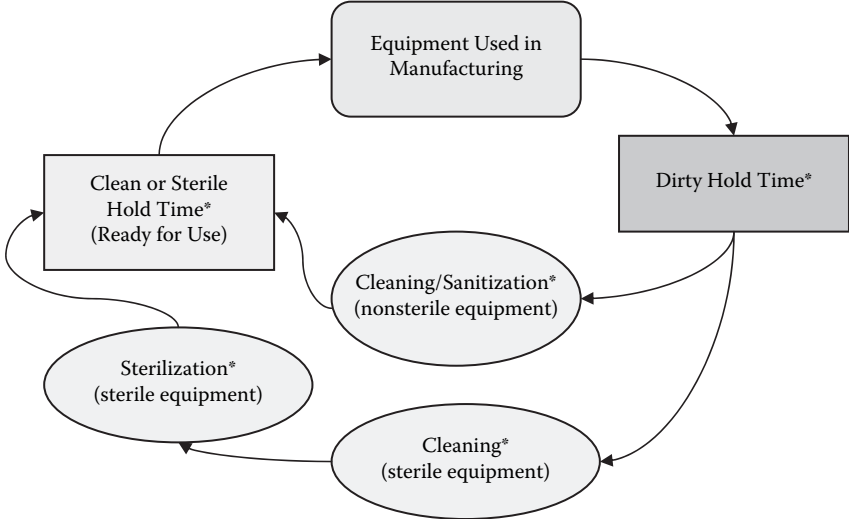 Equipment Used in
Manufacturing
Dirty Hold Time*
Clean or Sterile
Hold Time*
(Ready for Use)
Cleaning/Sanitization*
(nonsterile equipment)
Sterilization*
(sterile equipment)
Cleaning*
(sterile equipment)